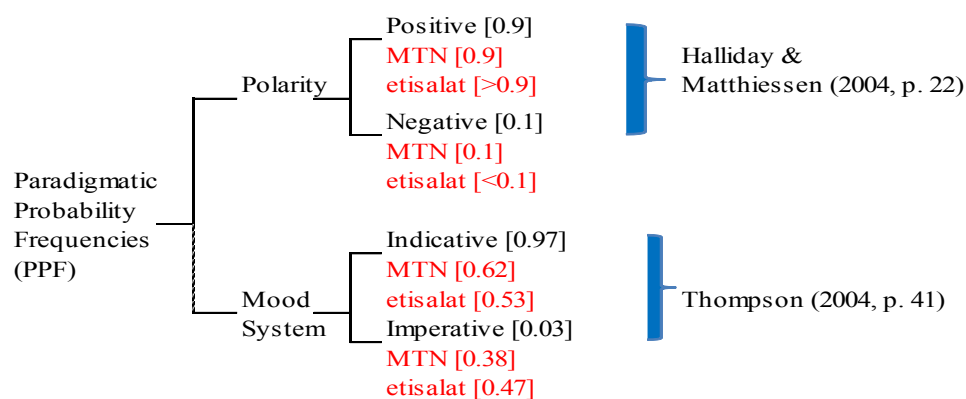 Positive [0.9]
MTN [0.9]
etisalat [>0.9]
Polarity
Negative [0.1]
MTN [0.1]
etisalat [<0.1]
Halliday &
Matthiessen (2004, p. 22)
Paradigmatic
Probability
Frequencies
(PPF)
Indicative [0.97]
MTN [0.62]
etisalat [0.53]
Mood
System
Imperative [0.03]
MTN [0.38]
etisalat [0.47]
Thompson (2004, p. 41)